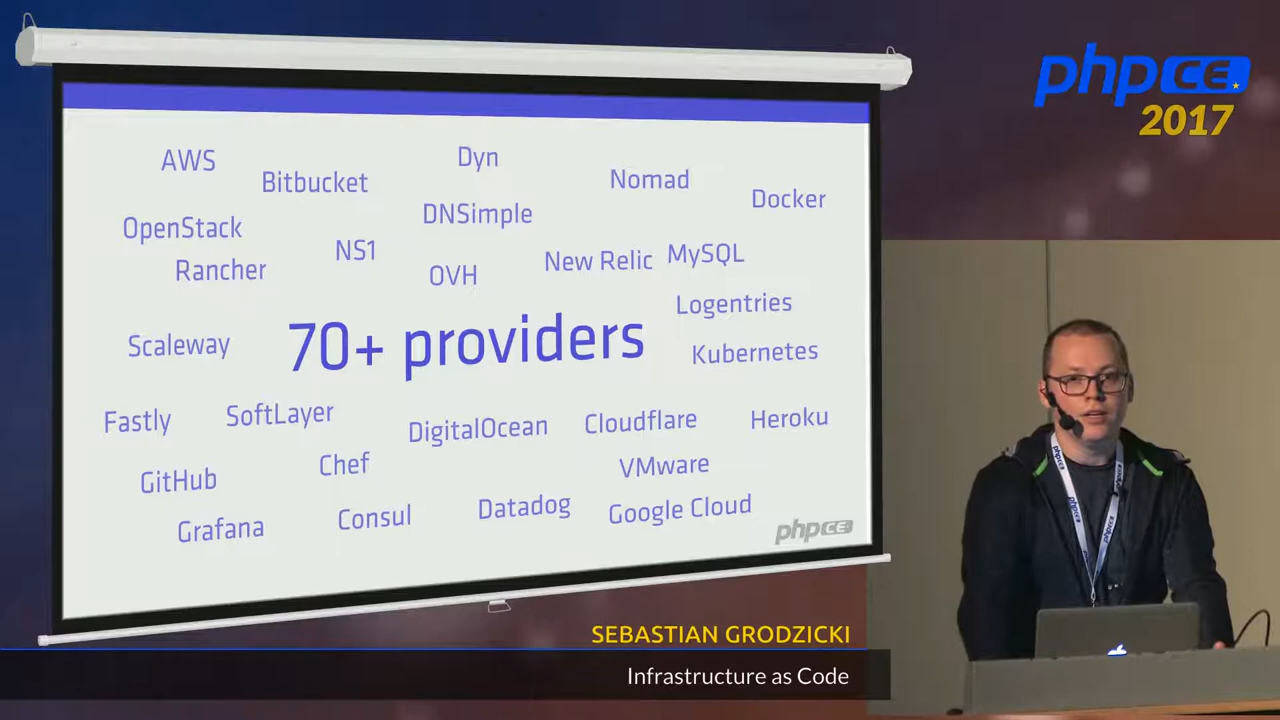 phpCE
2017
AWS
Bitbucket
Dyn
Nomad
Docker
OpenStack
DNSimple
Rancher
NS1
OVH
New Relic
MySQL
Logentries
Scaleway
70+ providers
Kubernetes
Fastly
SoftLayer
DigitalOcean
Cloudflare
Heroku
GitHub
Chef
VMware
Grafana
Consul
Datadog
Google Cloud
phpCE
phpCE
phpCE
SEBASTIAN GRODZICKI
Infrastructure as Code